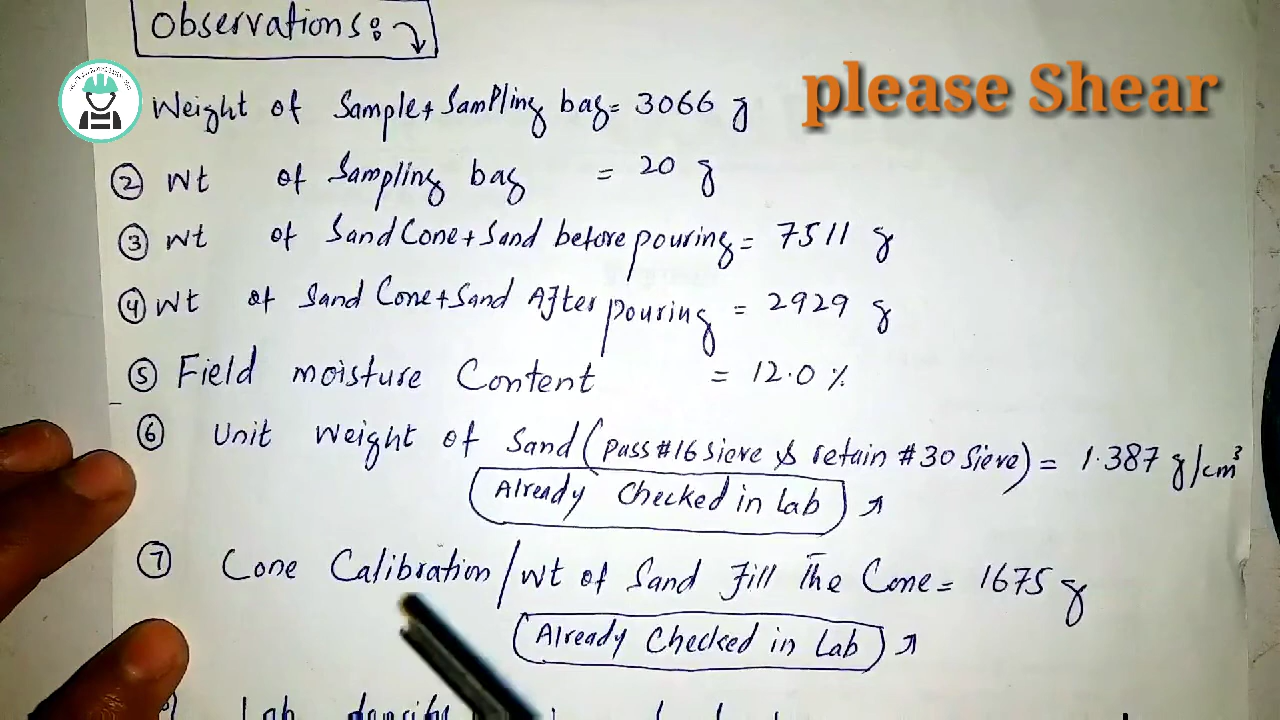 Observations:
please Shear
Weight of Sample + Sampling bag = 3066 g
② Wt of Sampling bag = 20 g
③ Wt of Sand Cone + Sand before pouring = 7511 g
④ Wt of Sand Cone + Sand After pouring = 2929 g
⑤ Field moisture Content = 12.0 %
⑥ Unit Weight of Sand (pass #16 Sieve & retain #30 Sieve) = 1.387 g/cm³
Already Checked in Lab
⑦ Cone Calibration / Wt of Sand Fill The Cone = 1675 g
Already Checked in Lab
Lab density